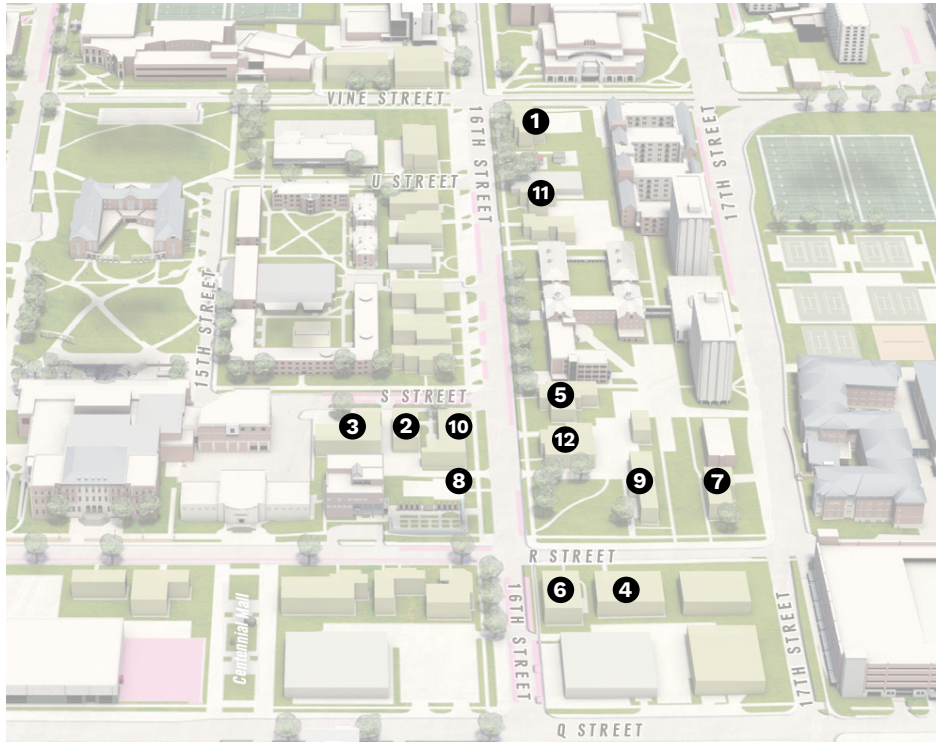 VINE STREET
16TH STREET
1
17TH STREET
U STREET
11
15TH STREET
S STREET
5
3
2
10
12
8
9
7
R STREET
6
4
16TH STREET
17TH STREET
Centennial Mall
Q STREET